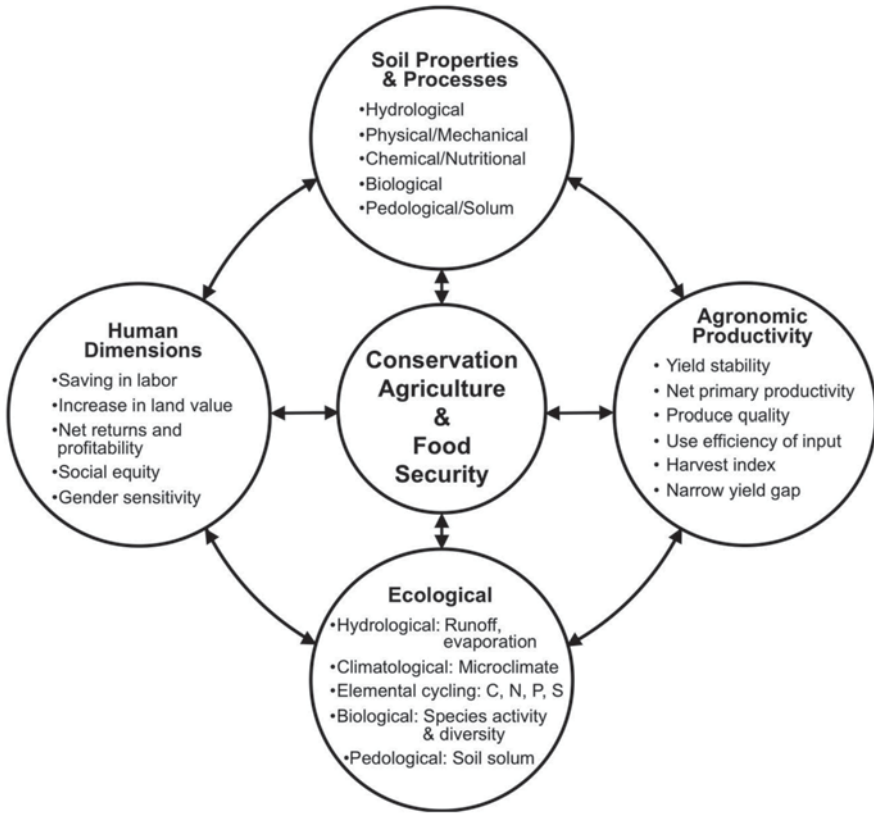 Soil Properties
& Processes
•Hydrological
•Physical/Mechanical
•Chemical/Nutritional
•Biological
•Pedological/Solum
Human
Dimensions
•Saving in labor
•Increase in land value
•Net returns and
profitability
•Social equity
•Gender sensitivity
Conservation
Agriculture
&
Food
Security
Agronomic
Productivity
• Yield stability
• Net primary productivity
• Produce quality
• Use efficiency of input
• Harvest index
• Narrow yield gap
Ecological
•Hydrological: Runoff,
evaporation
•Climatological: Microclimate
•Elemental cycling: C, N, P, S
•Biological: Species activity
& diversity
•Pedological: Soil solum